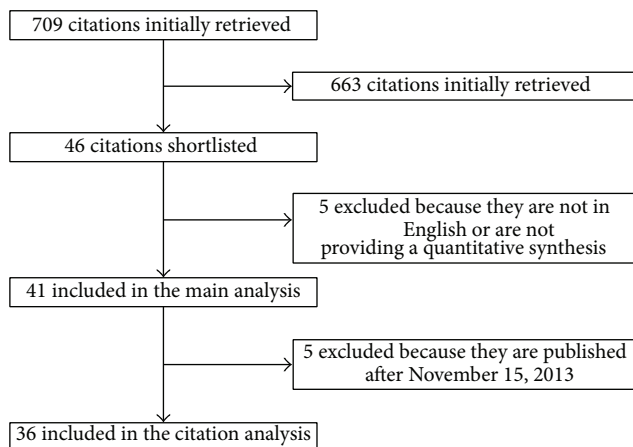 709 citations initially retrieved
663 citations initially retrieved
46 citations shortlisted
5 excluded because they are not in
English or are not
providing a quantitative synthesis
41 included in the main analysis
5 excluded because they are published
after November 15, 2013
36 included in the citation analysis